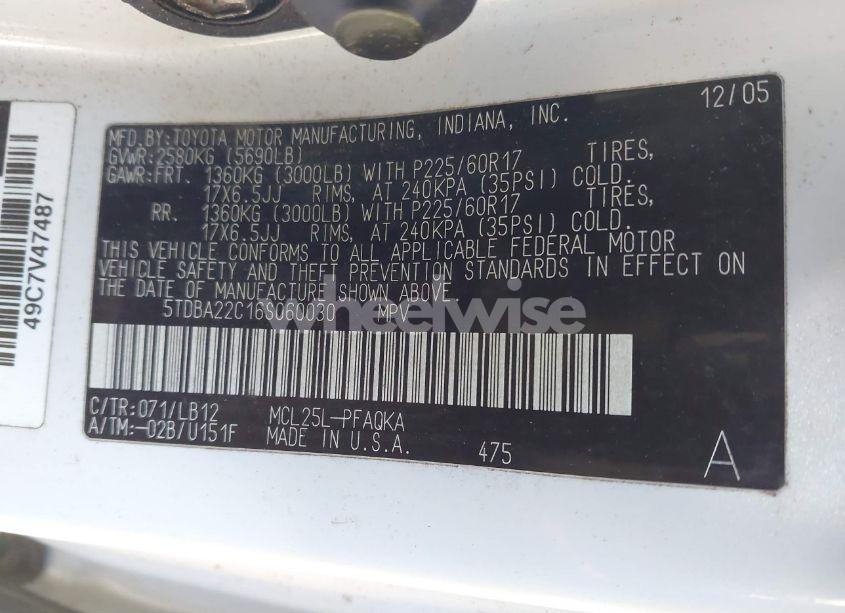 12/05
MFD.BY:TOYOTA MOTOR MANUFACTURING, INDIANA, INC.
GVWR:2580KG (5690LB)
GAWR:FRT. 1360KG (3000LB) WITH P225/60R17 TIRES,
17X6.5JJ RIMS, AT 240KPA (35PSI) COLD.
RR. 1360KG (3000LB) WITH P225/60R17 TIRES,
17X6.5JJ RIMS, AT 240KPA (35PSI) COLD.
THIS VEHICLE CONFORMS TO ALL APPLICABLE FEDERAL MOTOR
VEHICLE SAFETY AND THEFT PREVENTION STANDARDS IN EFFECT ON
THE DATE OF MANUFACTURE SHOWN ABOVE.
5TDBA22C16S060030 MPV
wheelwise
C/TR:071/LB12 MCL25L-PFAQKA
A/TM:-02B/U151F MADE IN U.S.A. 475
A
49C7V47487